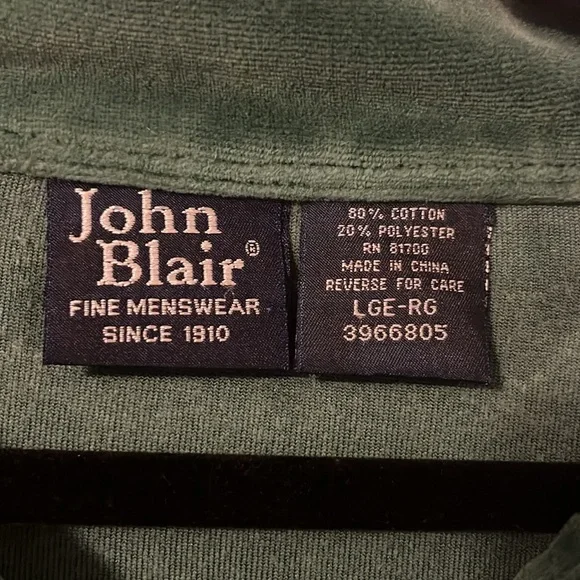 John
Blair®
FINE MENSWEAR
SINCE 1910
80% COTTON
20% POLYESTER
RN 81700
MADE IN CHINA
REVERSE FOR CARE
LGE-RG
3966805